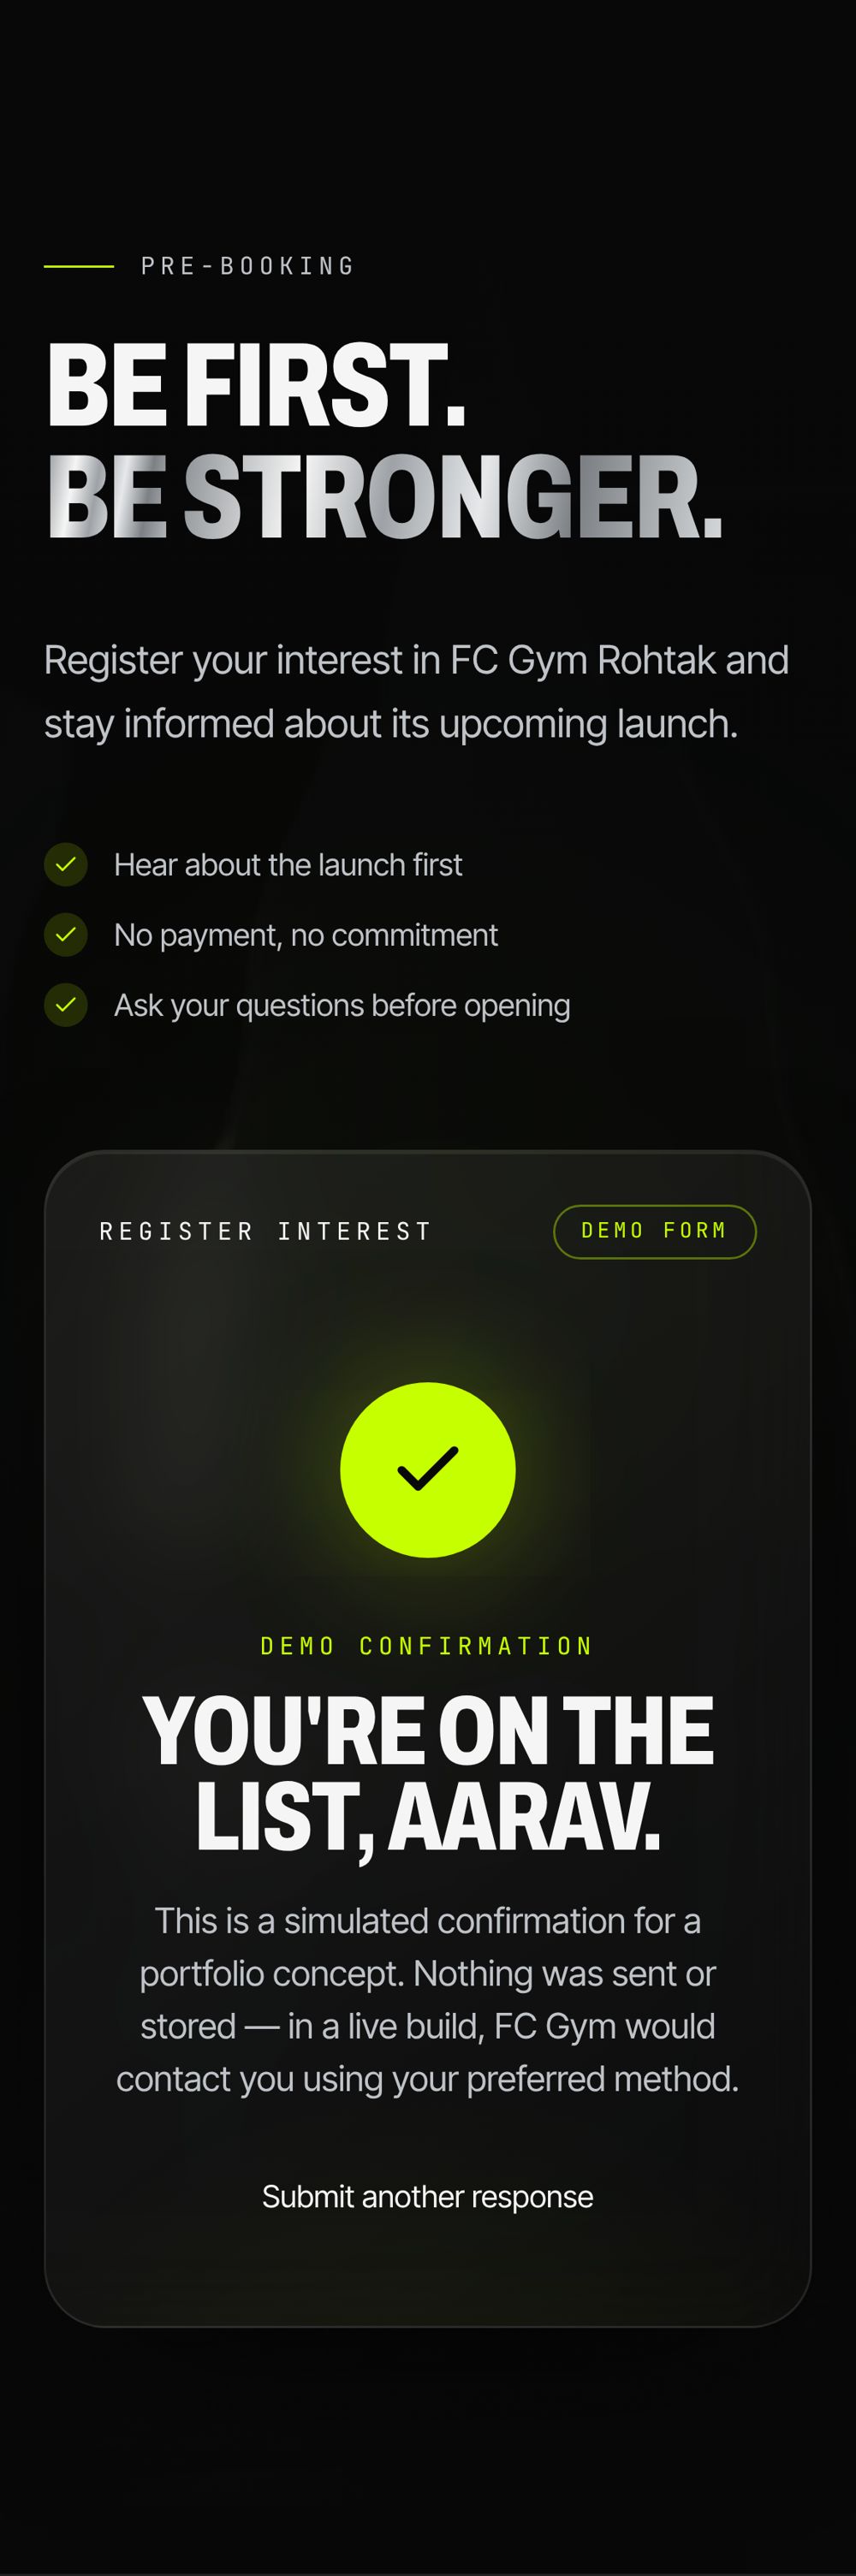 PRE-BOOKING
BE FIRST.
BE STRONGER.
Register your interest in FC Gym Rohtak and
stay informed about its upcoming launch.
Hear about the launch first
No payment, no commitment
Ask your questions before opening
REGISTER INTEREST
DEMO FORM
DEMO CONFIRMATION
YOU'RE ON THE
LIST, AARAV.
This is a simulated confirmation for a
portfolio concept. Nothing was sent or
stored — in a live build, FC Gym would
contact you using your preferred method.
Submit another response